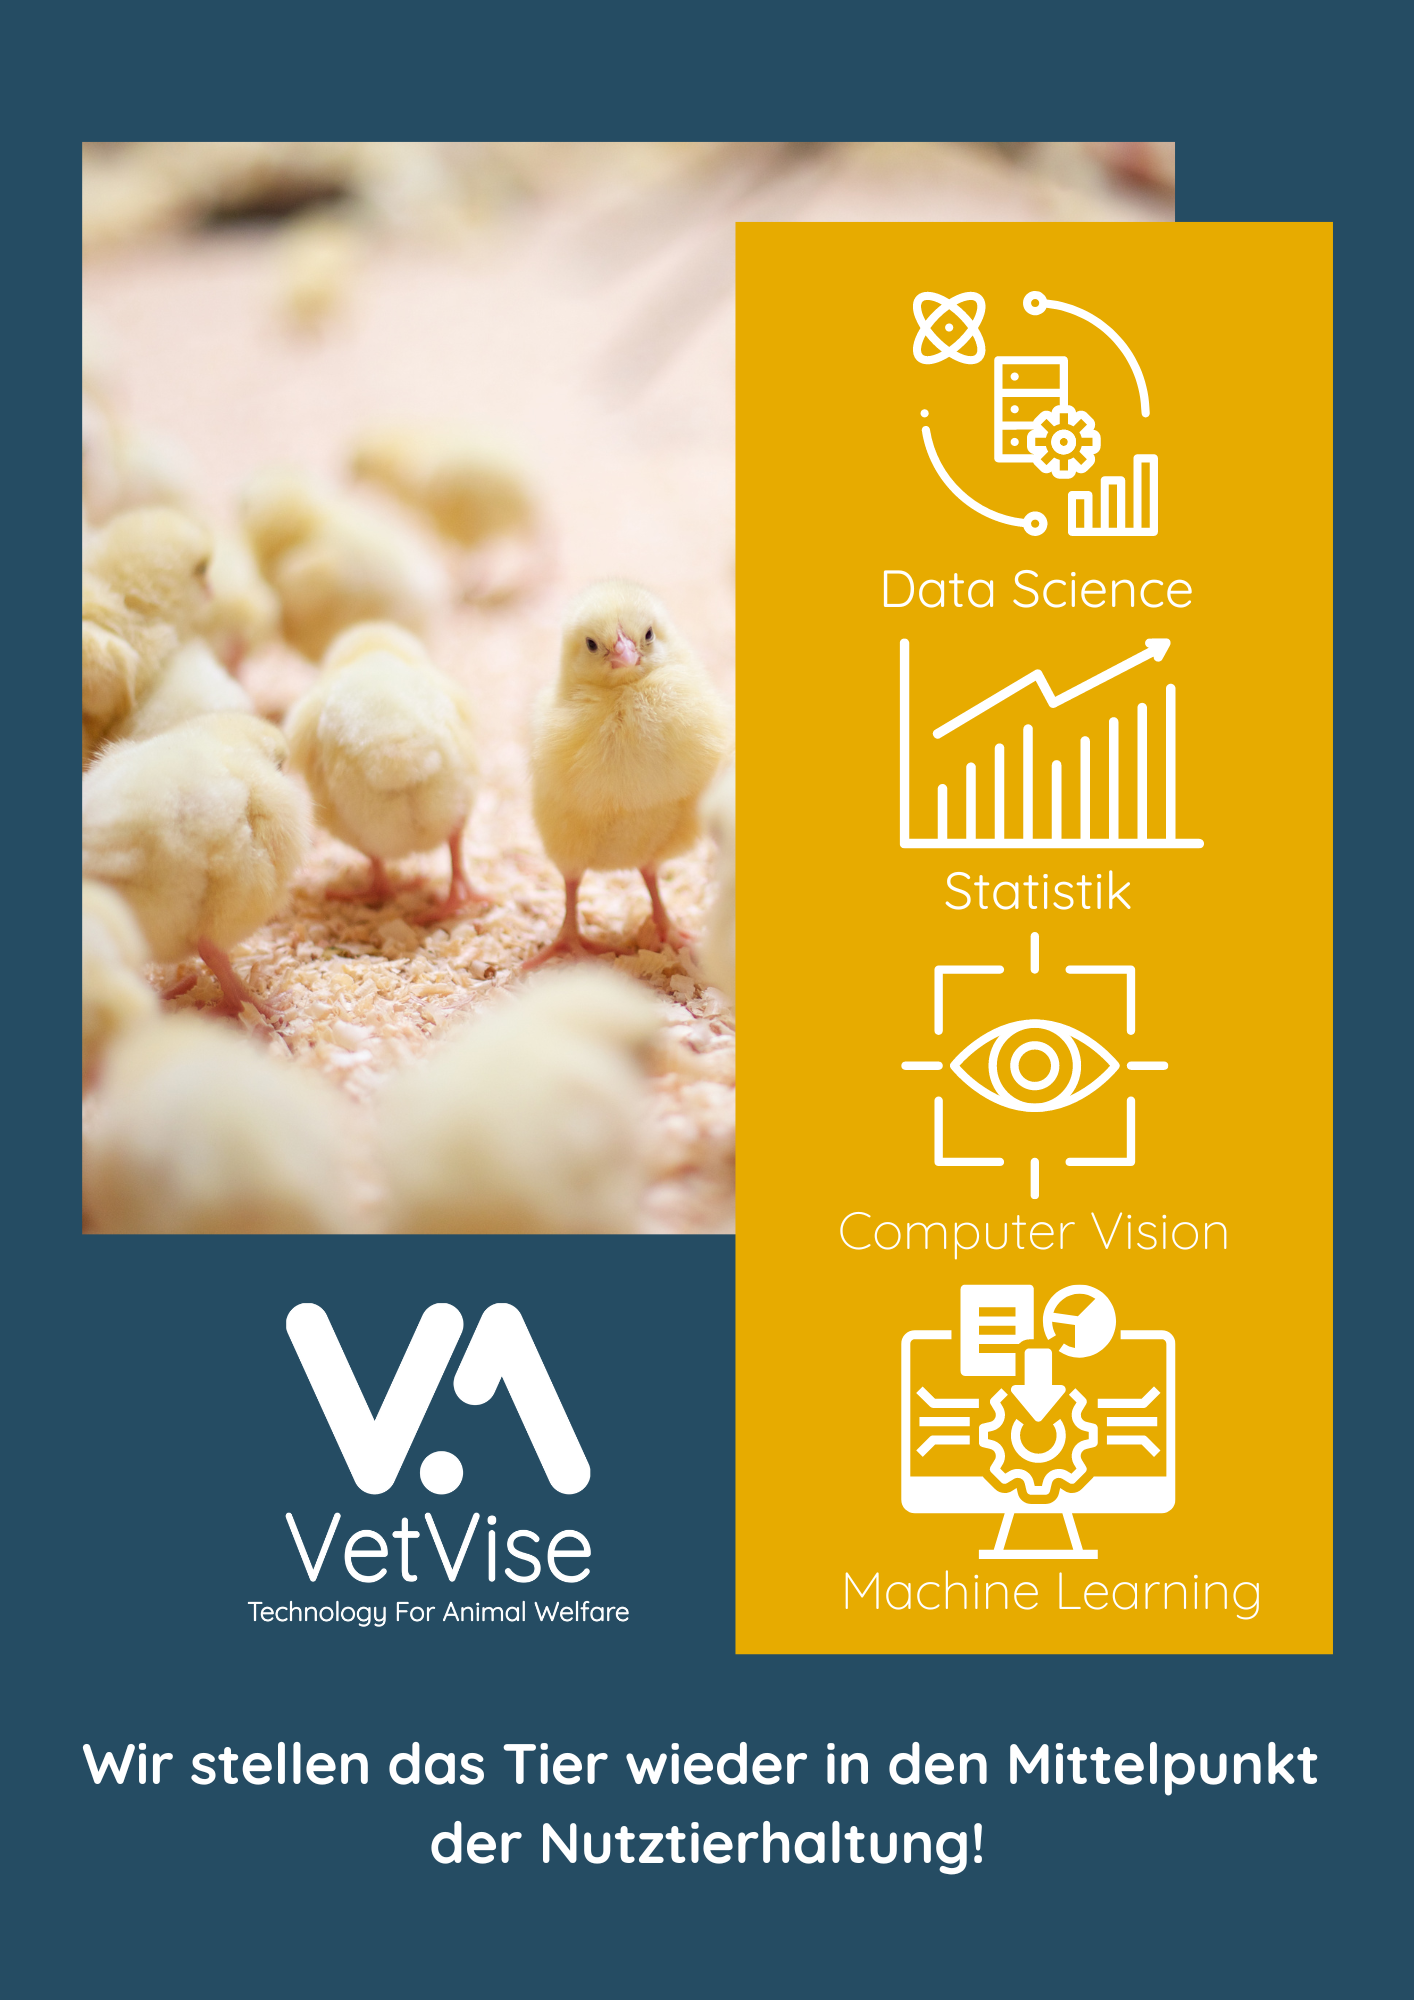 Data Science
Statistik
Computer Vision
Machine Learning
VetVise
Technology For Animal Welfare
Wir stellen das Tier wieder in den Mittelpunkt
der Nutztierhaltung!